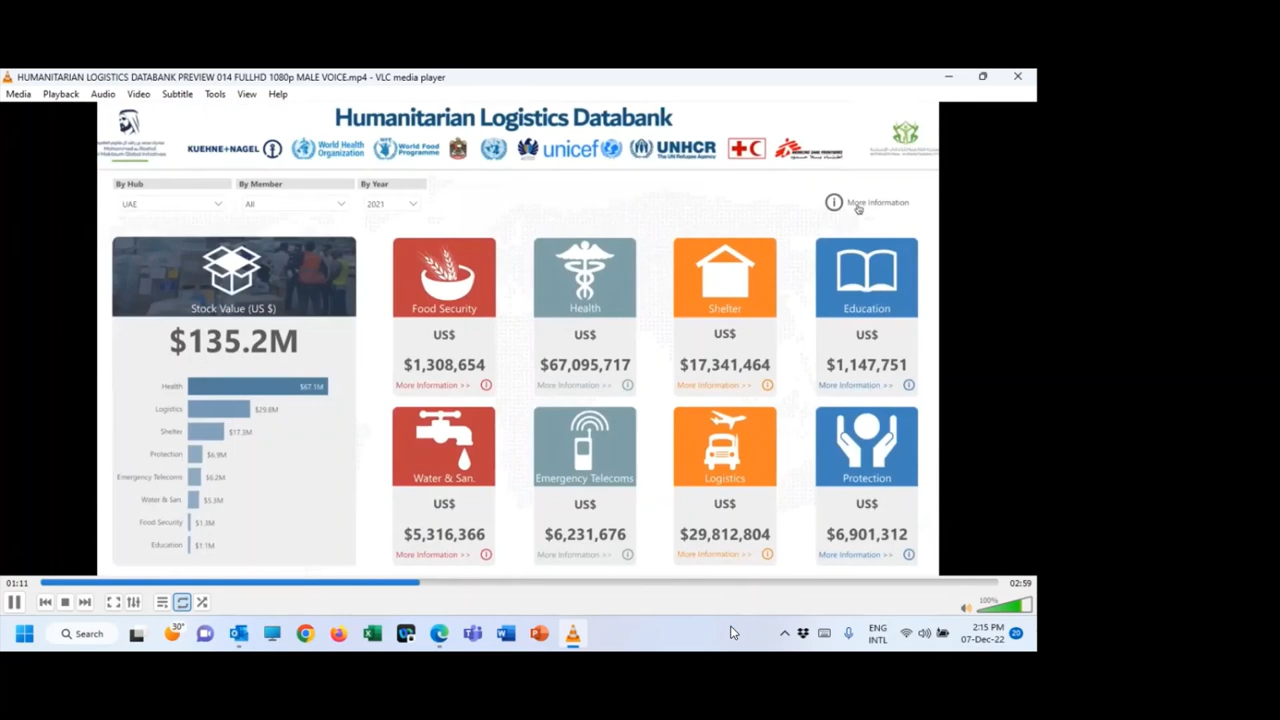 HUMANITARIAN LOGISTICS DATABANK PREVIEW 014 FULLHD 1080p MALE VOICE.mp4 - VLC media player
Media Playback Audio Video Subtitle Tools View Help
Humanitarian Logistics Databank
KUEHNE+NAGEL
World Health
Organization
World Food
Programme
unicef
UNHCR
The UN Refugee Agency
By Hub
By Member
By Year
UAE
All
2021
More Information
Stock Value (US $)
$135.2M
Health $67.1M
Logistics $29.8M
Shelter $17.3M
Protection $6.9M
Emergency Telecoms $6.2M
Water & San. $5.3M
Food Security $1.3M
Education $1.1M
Food Security
US$
$1,308,654
More Information >>
Health
US$
$67,095,717
More Information >>
Shelter
US$
$17,341,464
More Information >>
Education
US$
$1,147,751
More Information >>
Water & San.
US$
$5,316,366
More Information >>
Emergency Telecoms
US$
$6,231,676
More Information >>
Logistics
US$
$29,812,804
More Information >>
Protection
US$
$6,901,312
More Information >>
01:11
02:59
100%
30°
Search
ENG
INTL
2:15 PM
07-Dec-22
20